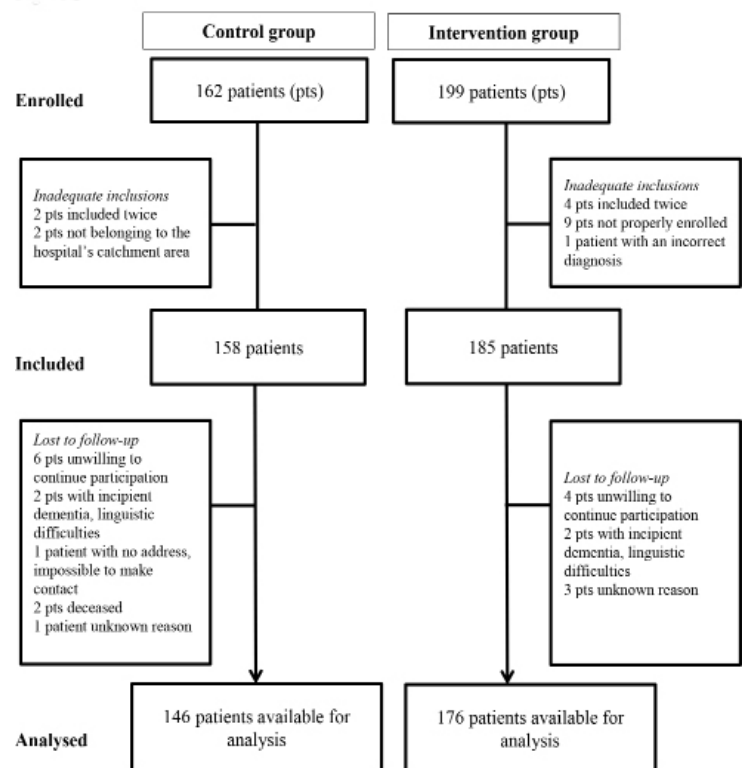 Control group
Intervention group
Enrolled
162 patients (pts)
199 patients (pts)
Inadequate inclusions
2 pts included twice
2 pts not belonging to the
hospital's catchment area
Inadequate inclusions
4 pts included twice
9 pts not properly enrolled
1 patient with an incorrect
diagnosis
Included
158 patients
185 patients
Lost to follow-up
6 pts unwilling to
continue participation
2 pts with incipient
dementia, linguistic
difficulties
1 patient with no address,
impossible to make
contact
2 pts deceased
1 patient unknown reason
Lost to follow-up
4 pts unwilling to
continue participation
2 pts with incipient
dementia, linguistic
difficulties
3 pts unknown reason
Analysed
146 patients available for
analysis
176 patients available for
analysis